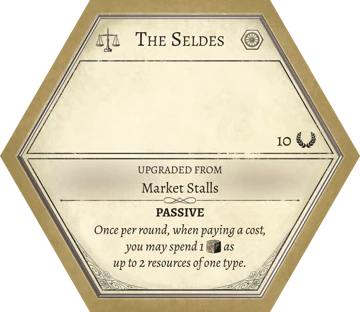 The Seldes
10
UPGRADED FROM
Market Stalls
PASSIVE
Once per round, when paying a cost,
you may spend 1 as
up to 2 resources of one type.